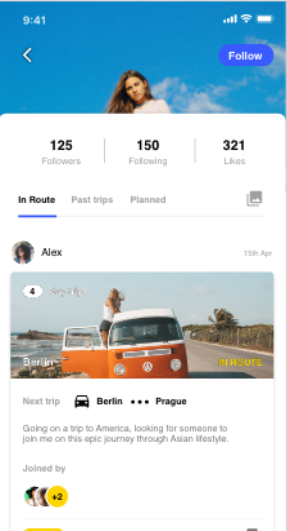 9:41
Follow
125 150 321
Followers Following Likes
In Route Past trips Planned
Alex 15th Apr
4 day trip
Berlin IN ROUTE
Next trip Berlin ••• Prague
Going on a trip to America, looking for someone to
join me on this epic journey through Asian lifestyle.
Joined by
+2